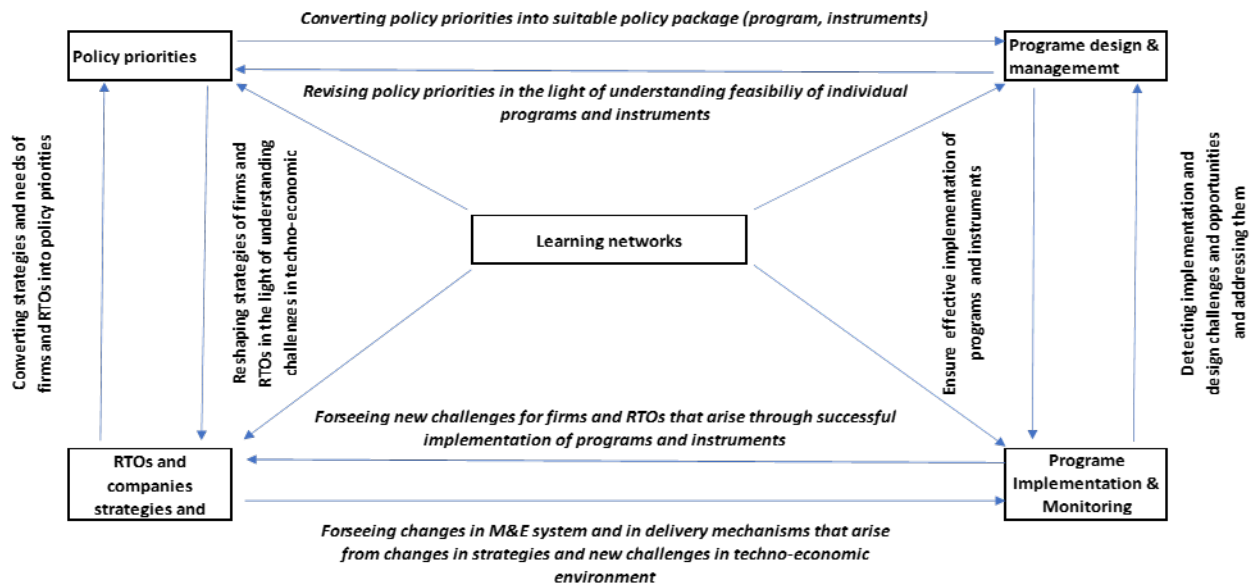 Converting policy priorities into suitable policy package (program, instruments)
Policy priorities
Programe design &
managememt
Revising policy priorities in the light of understanding feasibiliy of individual
programs and instruments
Converting strategies and needs of
firms and RTOs into policy priorities
Reshaping strategies of firms and
RTOs in the light of understanding
challenges in techno-economic
Learning networks
Ensure effective implementation of
programs and instruments
Detecting implementation and
design challenges and opportunities
and addressing them
Forseeing new challenges for firms and RTOs that arise through successful
implementation of programs and instruments
RTOs and
companies
strategies and
Programe
Implementation &
Monitoring
Forseeing changes in M&E system and in delivery mechanisms that arise
from changes in strategies and new challenges in techno-economic
environment